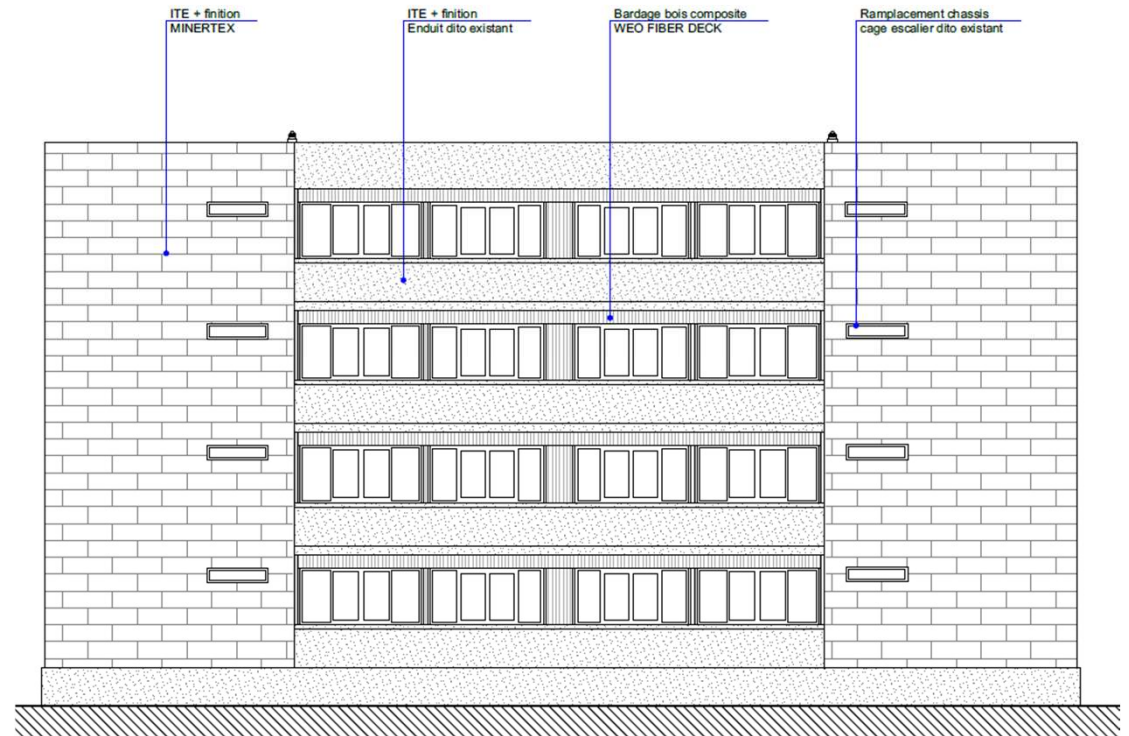 ITE + finition
MINERTEX
ITE + finition
Enduit dito existant
Bardage bois composite
WEO FIBER DECK
Ramplacement chassis
cage escalier dito existant